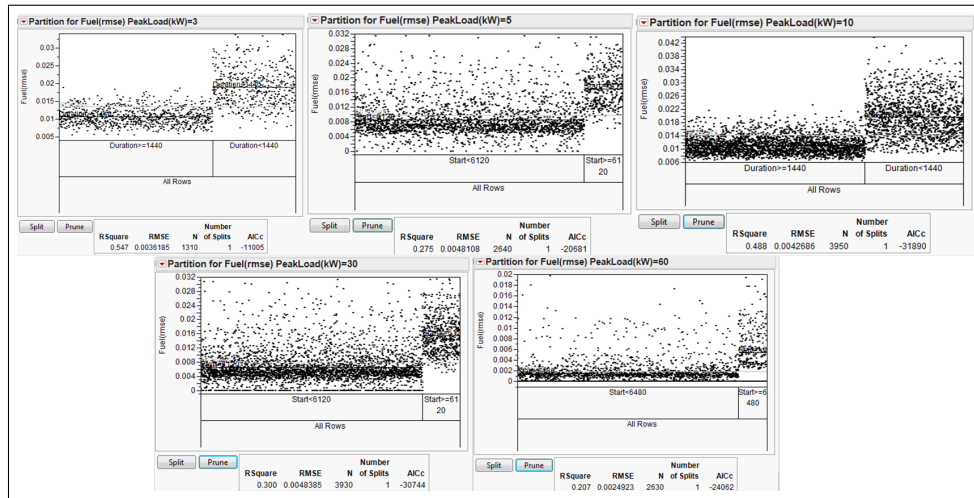 Partition for Fuel(rmse) PeakLoad(kW)=3
Fuel(rmse)
0.03
0.025
0.02
0.015
0.01
0.005
Duration>=1440
Duration<1440
All Rows
Split Prune
RSquare RMSE N Number of Splits AICc
0.547 0.0036185 1310 1 -11005
Partition for Fuel(rmse) PeakLoad(kW)=5
Fuel(rmse)
0.032
0.028
0.024
0.02
0.016
0.012
0.008
0.004
0
Start<6120
Start>=61
20
All Rows
Split Prune
RSquare RMSE N Number of Splits AICc
0.275 0.0048108 2640 1 -20681
Partition for Fuel(rmse) PeakLoad(kW)=10
Fuel(rmse)
0.042
0.038
0.034
0.03
0.026
0.022
0.018
0.014
0.01
0.006
Duration>=1440
Duration<1440
All Rows
Split Prune
RSquare RMSE N Number of Splits AICc
0.488 0.0042686 3950 1 -31890
Partition for Fuel(rmse) PeakLoad(kW)=30
Fuel(rmse)
0.032
0.028
0.024
0.02
0.016
0.012
0.008
0.004
0
Start<6120
Start>=61
20
All Rows
Split Prune
RSquare RMSE N Number of Splits AICc
0.300 0.0048385 3930 1 -30744
Partition for Fuel(rmse) PeakLoad(kW)=60
Fuel(rmse)
0.02
0.018
0.016
0.014
0.012
0.01
0.008
0.006
0.004
0.002
0
Start<6480
Start>=6
480
All Rows
Split Prune
RSquare RMSE N Number of Splits AICc
0.207 0.0024923 2630 1 -24062